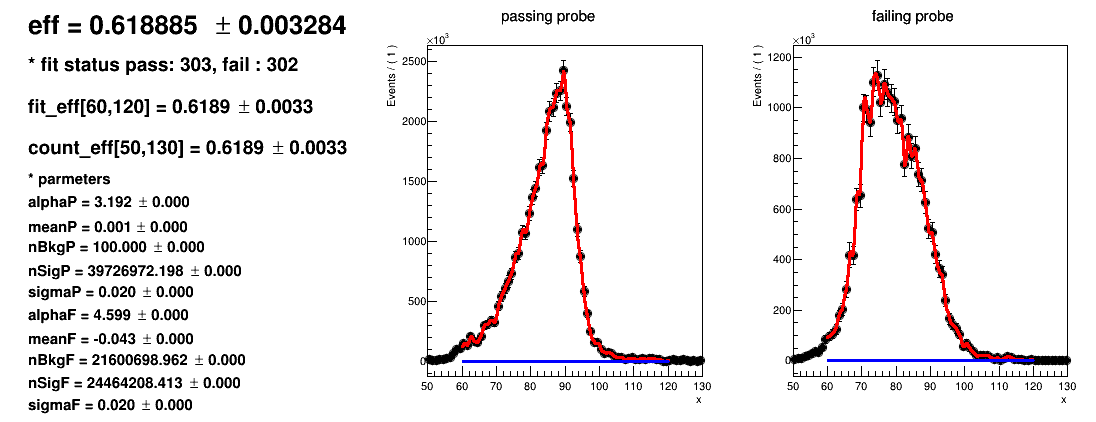 eff = 0.618885 ± 0.003284
* fit status pass: 303, fail : 302
fit_eff[60,120] = 0.6189 ± 0.0033
count_eff[50,130] = 0.6189 ± 0.0033
* parmeters
alphaP = 3.192 ± 0.000
meanP = 0.001 ± 0.000
nBkgP = 100.000 ± 0.000
nSigP = 39726972.198 ± 0.000
sigmaP = 0.020 ± 0.000
alphaF = 4.599 ± 0.000
meanF = -0.043 ± 0.000
nBkgF = 21600698.962 ± 0.000
nSigF = 24464208.413 ± 0.000
sigmaF = 0.020 ± 0.000
passing probe
×10³
Events / ( 1 )
2500
2000
1500
1000
500
0
50 60 70 80 90 100 110 120 130
x
failing probe
×10³
Events / ( 1 )
1200
1000
800
600
400
200
0
50 60 70 80 90 100 110 120 130
x